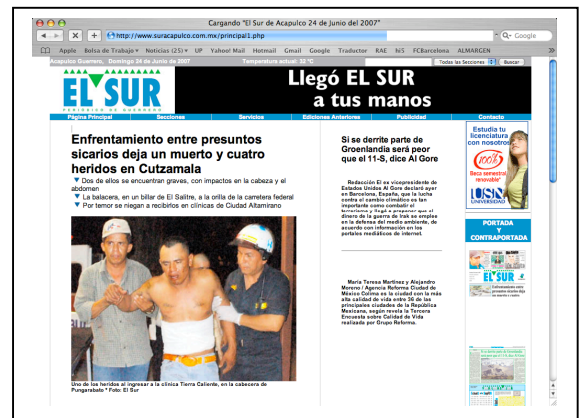 Cargando "El Sur de Acapulco 24 de Junio del 2007"
http://www.suracapulco.com.mx/principal1.php
Google
Apple Bolsa de Trabajo Noticias (25) UP Yahoo! Mail Hotmail Gmail Google Traductor RAE hi5 FCBarcelona ALMARGEN
Acapulco Guerrero, Domingo 24 de Junio de 2007 Temperatura actual: 32 °C Todas las Secciones Buscar
EL SUR
PERIODICO DE GUERRERO
Llegó EL SUR
a tus manos
Página Principal Secciones Servicios Ediciones Anteriores Publicidad Contacto
Enfrentamiento entre presuntos
sicarios deja un muerto y cuatro
heridos en Cutzamala
Dos de ellos se encuentran graves, con impactos en la cabeza y el
abdomen
La balacera, en un billar de El Salitre, a la orilla de la carretera federal
Por temor se niegan a recibirlos en clínicas de Ciudad Altamirano
Uno de los heridos al ingresar a la clínica Tierra Caliente, en la cabecera de
Pungarabato * Foto: El Sur
Si se derrite parte de
Groenlandia será peor
que el 11-S, dice Al Gore
Redacción El ex vicepresidente de
Estados Unidos Al Gore declaró ayer
en Barcelona, España, que la lucha
contra el cambio climático es tan
importante como combatir el
terrorismo y llegó a proponer que el
dinero de la guerra de Irak se emplee
en la defensa del medio ambiente, de
acuerdo con información en los
portales mediáticos de internet.
María Teresa Martínez y Alejandro
Moreno / Agencia Reforma Ciudad de
México Colima es la ciudad con la más
alta calidad de vida entre 36 de las
principales ciudades de la República
Mexicana, según revela la Tercera
Encuesta sobre Calidad de Vida
realizada por Grupo Reforma.
Estudia tu
licenciatura
con nosotros
100%
Beca semestral
renovable*
UNIVERSIDAD
PORTADA
Y
CONTRAPORTADA
EL SUR